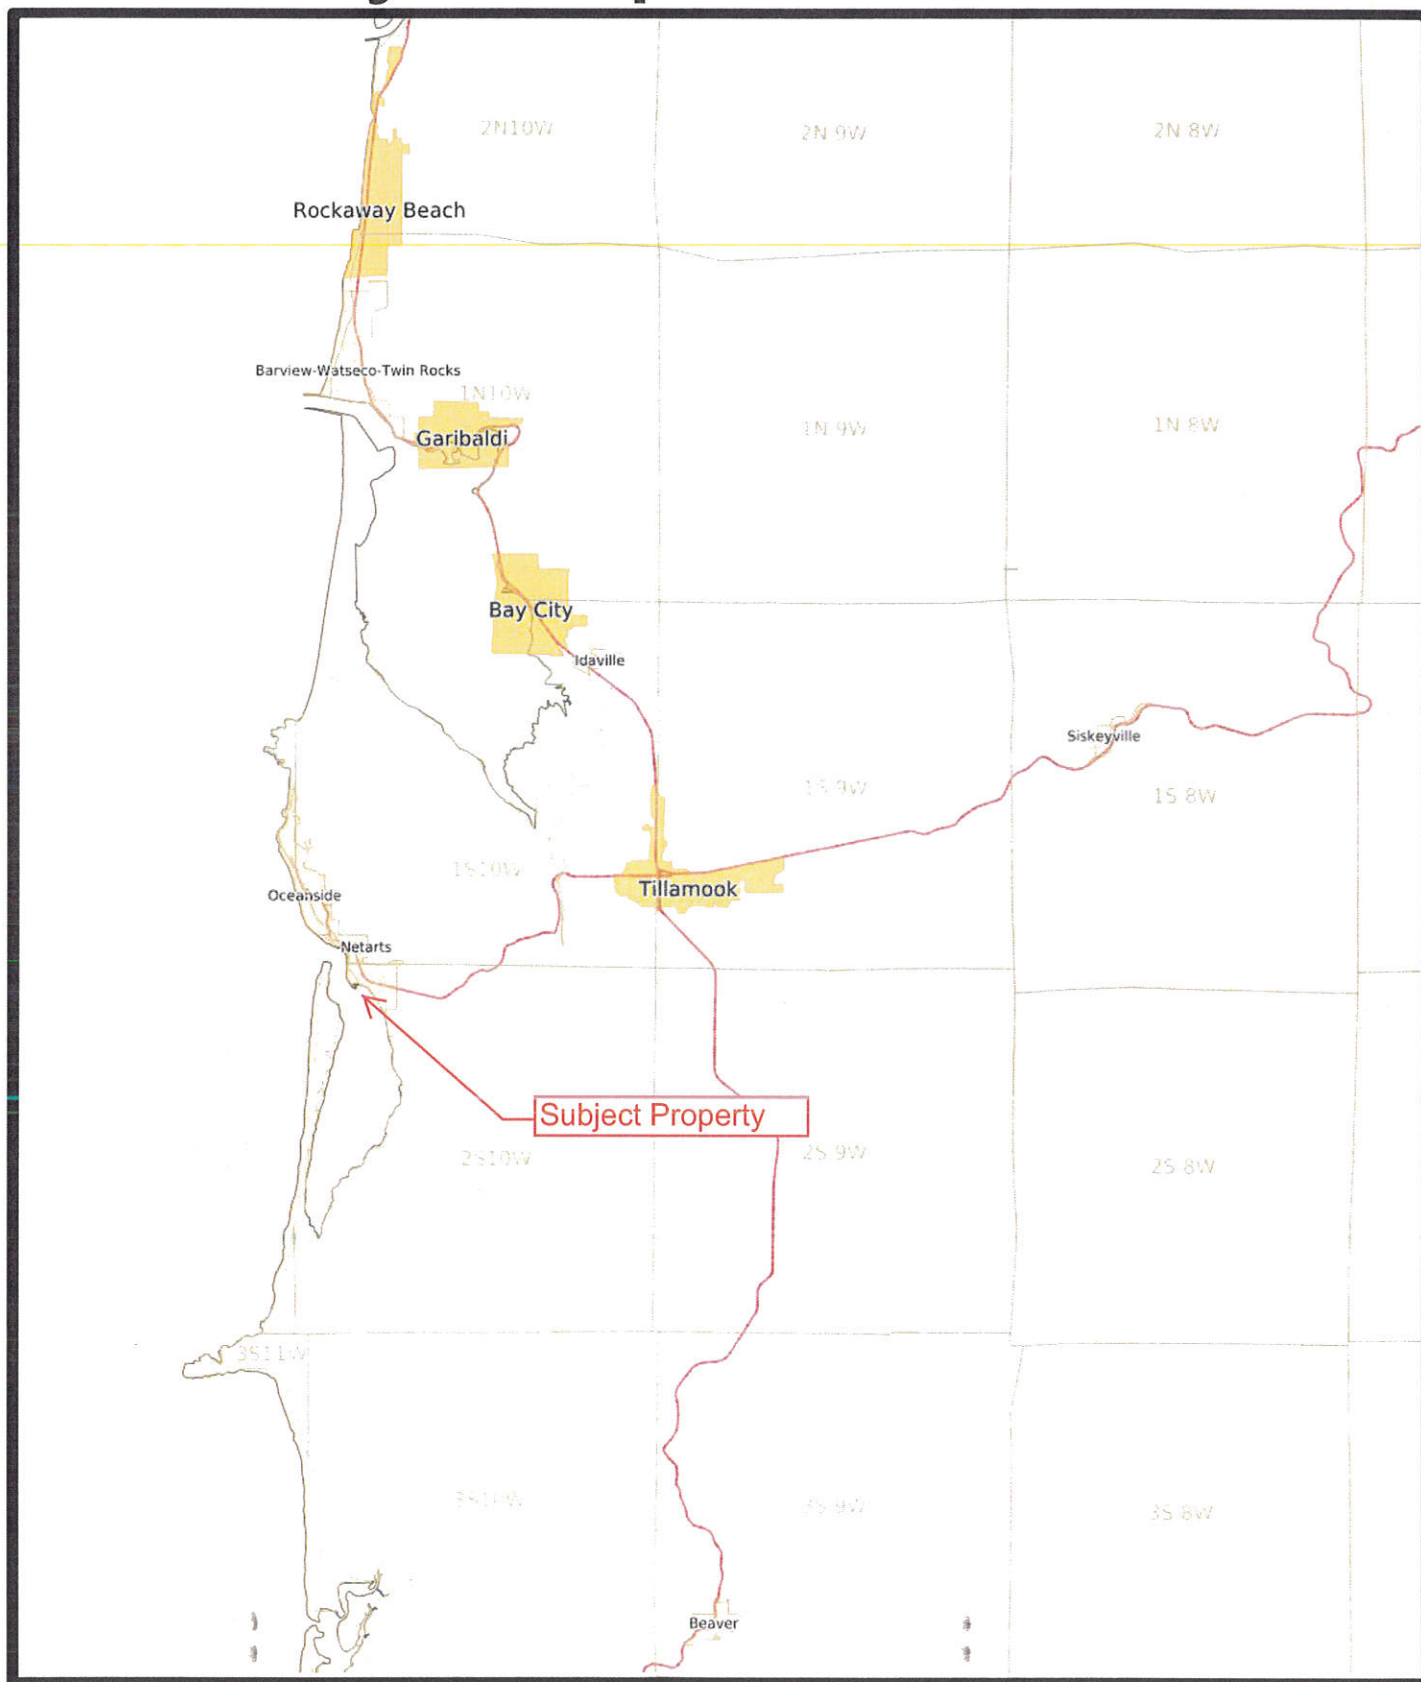 2N10W
2N 9W
2N 8W
Rockaway Beach
Barview-Watseco-Twin Rocks
1N10W
1N 9W
1N 8W
Garibaldi
Bay City
Idaville
Siskeyville
1S 9W
1S 8W
1S10W
Tillamook
Oceanside
Netarts
Subject Property
2S10W
2S 9W
2S 8W
3S11W
3S10W
3S 9W
3S 8W
Beaver